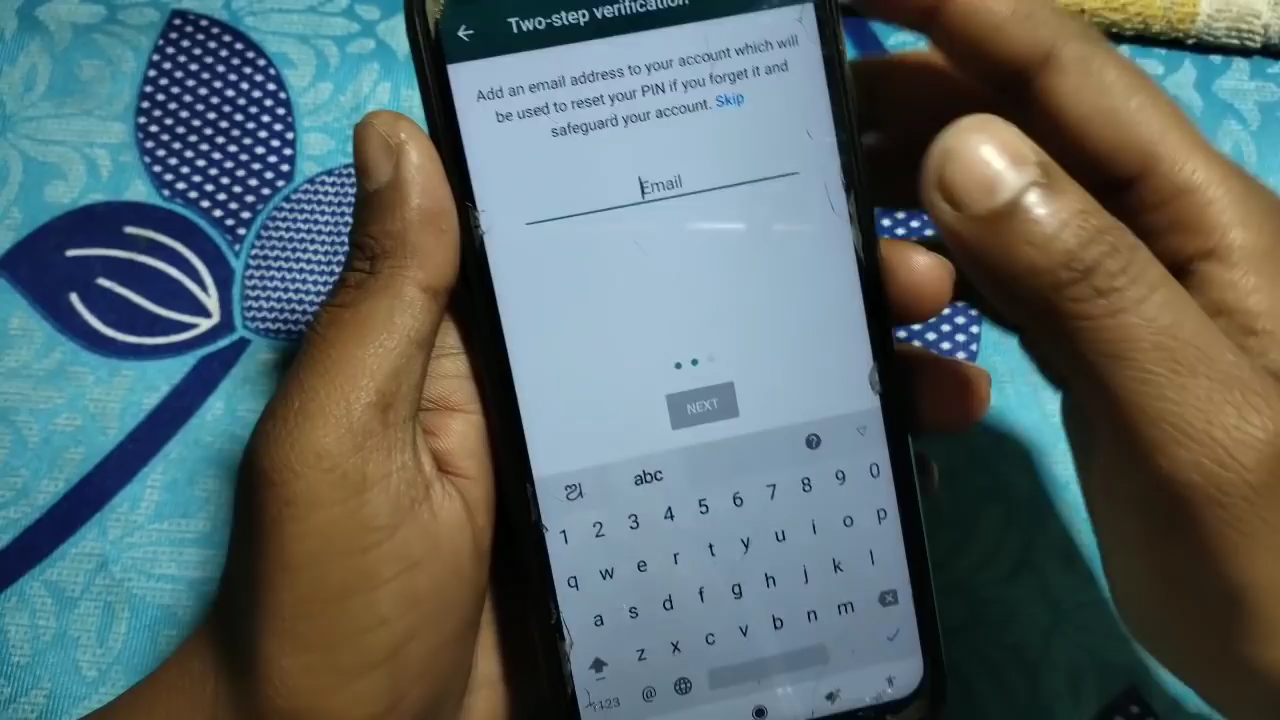 Two-step verification
Add an email address to your account which will
be used to reset your PIN if you forget it and
safeguard your account. Skip
Email
NEXT
ଅ abc
1 2 3 4 5 6 7 8 9 0
q w e r t y u i o p
a s d f g h j k l
z x c v b n m
@